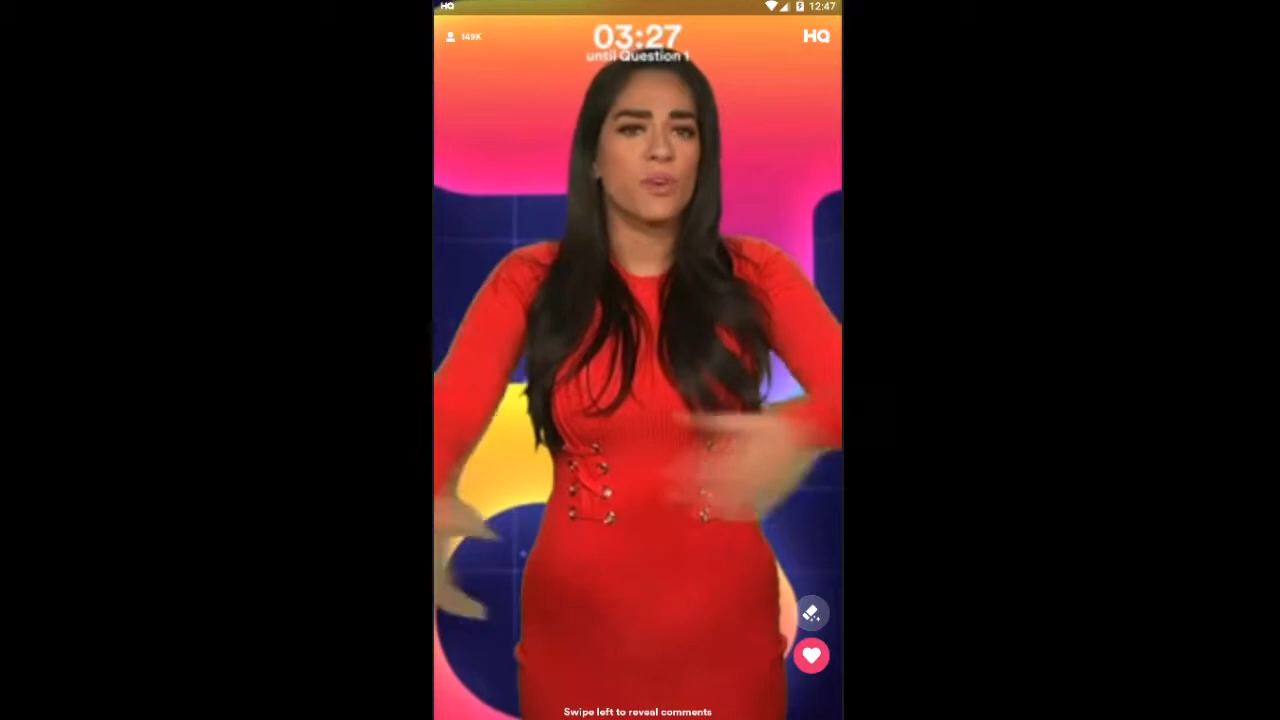 HQ
12:47
149K
03:27
HQ
until Question 1
Swipe left to reveal comments